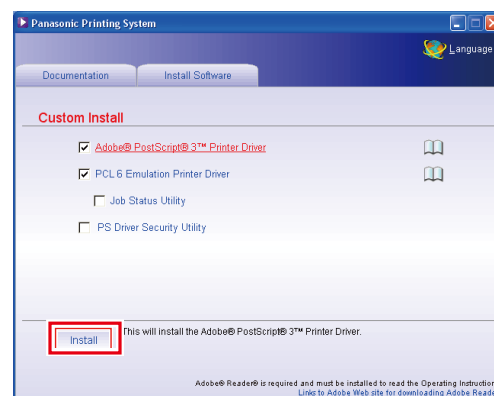 Panasonic Printing System
Language
Documentation
Install Software
Custom Install
Adobe® PostScript® 3™ Printer Driver
PCL 6 Emulation Printer Driver
Job Status Utility
PS Driver Security Utility
This will install the Adobe® PostScript® 3™ Printer Driver.
Install
Adobe® Reader® is required and must be installed to read the Operating Instruction
Links to Adobe Web site for downloading Adobe Reade